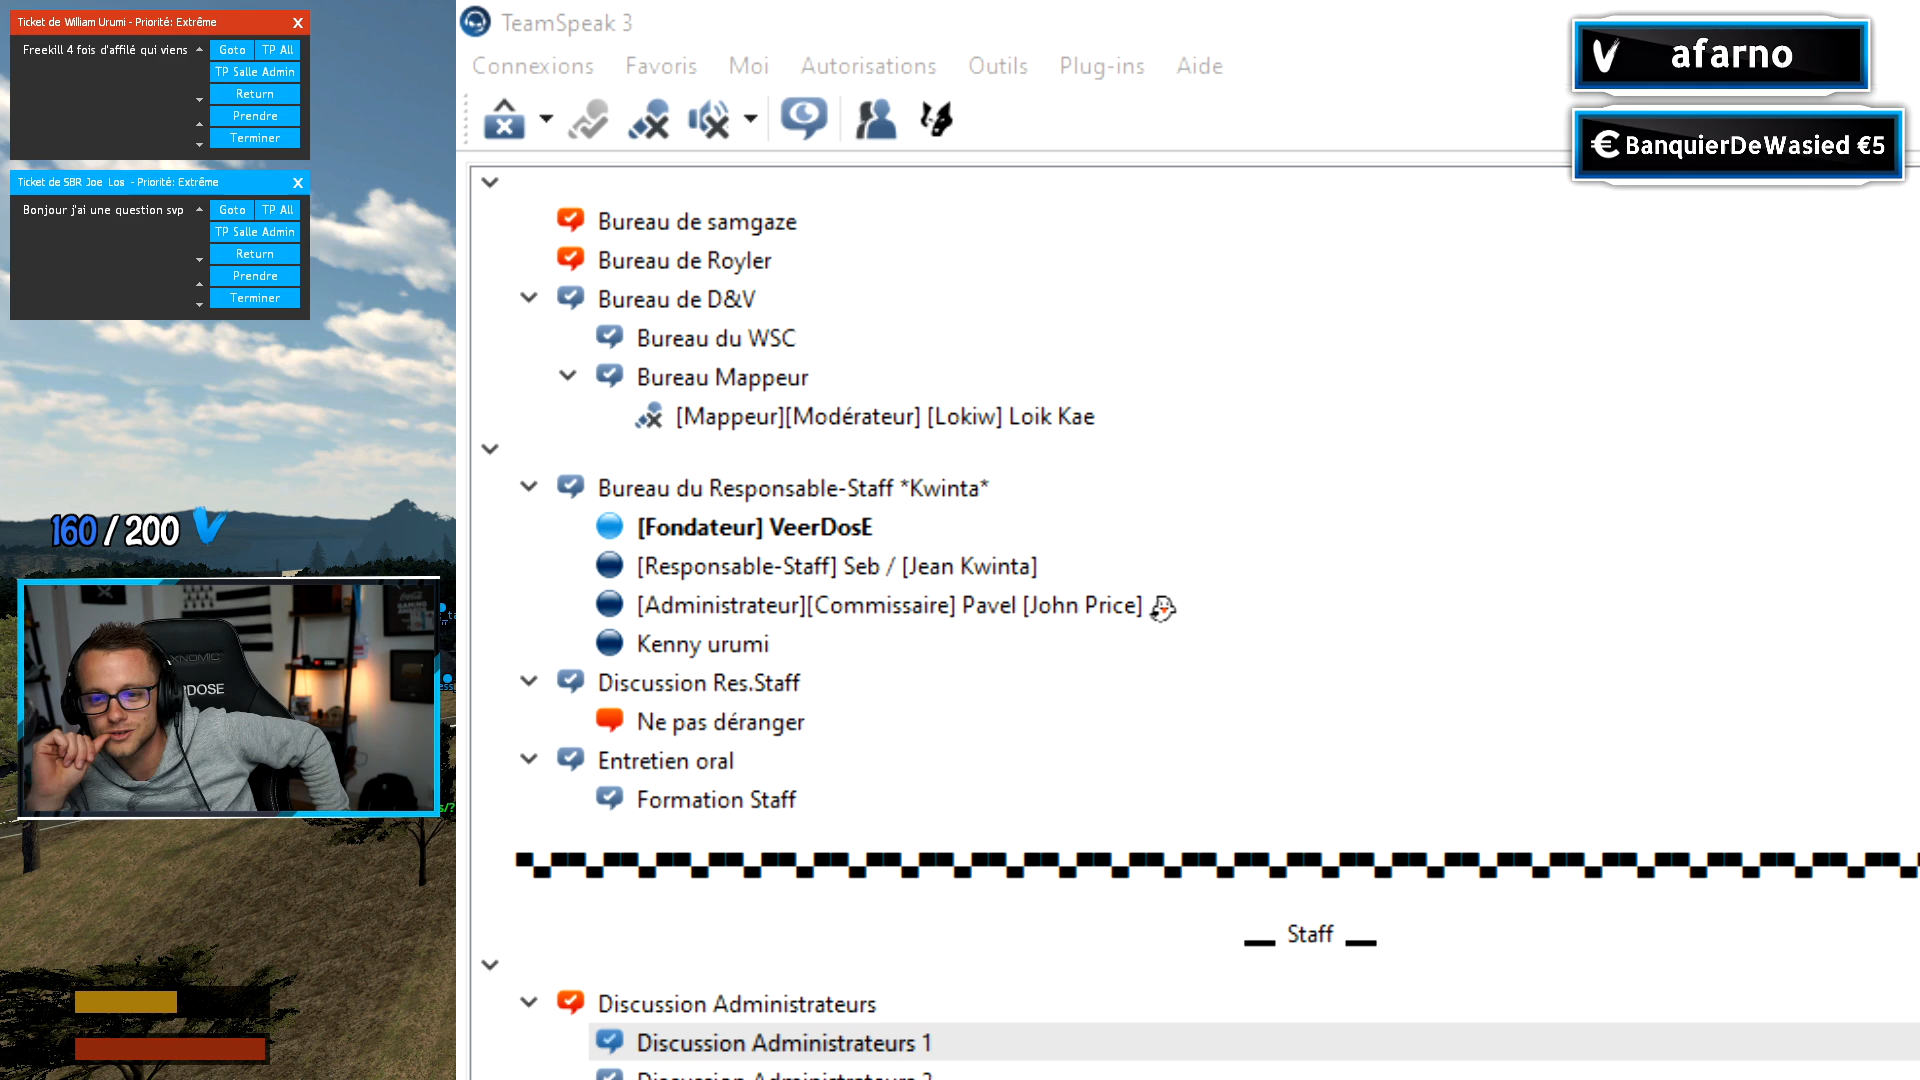 Ticket de William Urumi - Priorité: Extrême
X
Freekill 4 fois d'affilé qui viens
Goto
TP All
TP Salle Admin
Return
Prendre
Terminer
Ticket de SBR Joe Los - Priorité: Extrême
X
Bonjour j'ai une question svp
Goto
TP All
TP Salle Admin
Return
Prendre
Terminer
160 / 200
DOSE
TeamSpeak 3
Connexions Favoris Moi Autorisations Outils Plug-ins Aide
afarno
€ BanquierDeWasied €5
Bureau de samgaze
Bureau de Royler
Bureau de D&V
Bureau du WSC
Bureau Mappeur
[Mappeur][Modérateur] [Lokiw] Loik Kae
Bureau du Responsable-Staff *Kwinta*
[Fondateur] VeerDosE
[Responsable-Staff] Seb / [Jean Kwinta]
[Administrateur][Commissaire] Pavel [John Price]
Kenny urumi
Discussion Res.Staff
Ne pas déranger
Entretien oral
Formation Staff
Staff
Discussion Administrateurs
Discussion Administrateurs 1
Discussion Administrateurs 2